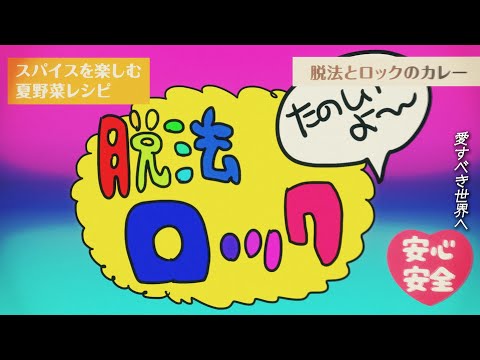 スパイスを楽しむ
夏野菜レシピ
脱法とロックのカレー
たのしい
よ〜
脱法
ロック
愛すべき世界へ
安心
安全